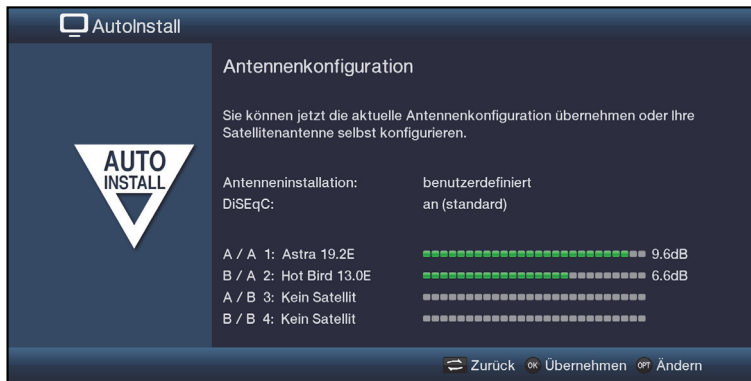 AutoInstall
AUTO
INSTALL
Antennenkonfiguration
Sie können jetzt die aktuelle Antennenkonfiguration übernehmen oder Ihre
Satellitenantenne selbst konfigurieren.
Antenneninstallation: benutzerdefiniert
DiSEqC: an (standard)
A / A 1: Astra 19.2E 9.6dB
B / A 2: Hot Bird 13.0E 6.6dB
A / B 3: Kein Satellit
B / B 4: Kein Satellit
Zurück OK Übernehmen OPT Ändern